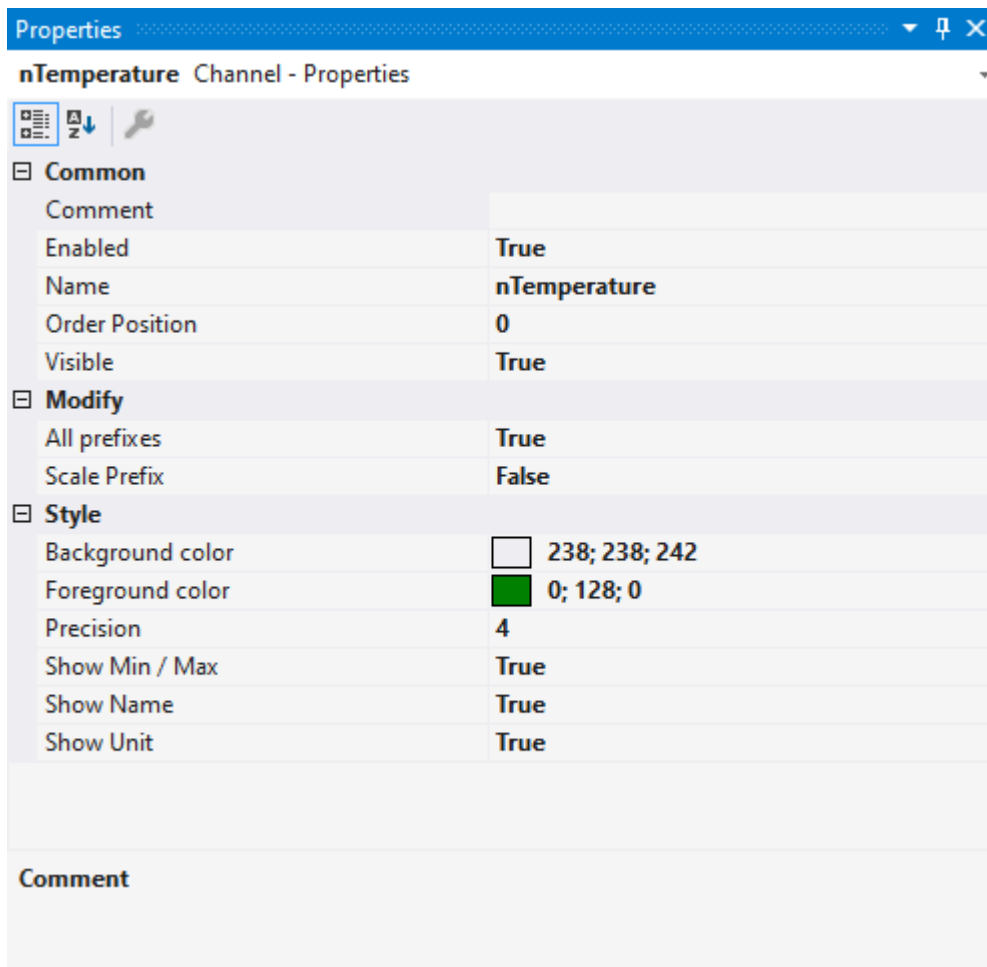 Properties
nTemperature Channel - Properties
Common
Comment
Enabled True
Name nTemperature
Order Position 0
Visible True
Modify
All prefixes True
Scale Prefix False
Style
Background color 238; 238; 242
Foreground color 0; 128; 0
Precision 4
Show Min / Max True
Show Name True
Show Unit True
Comment